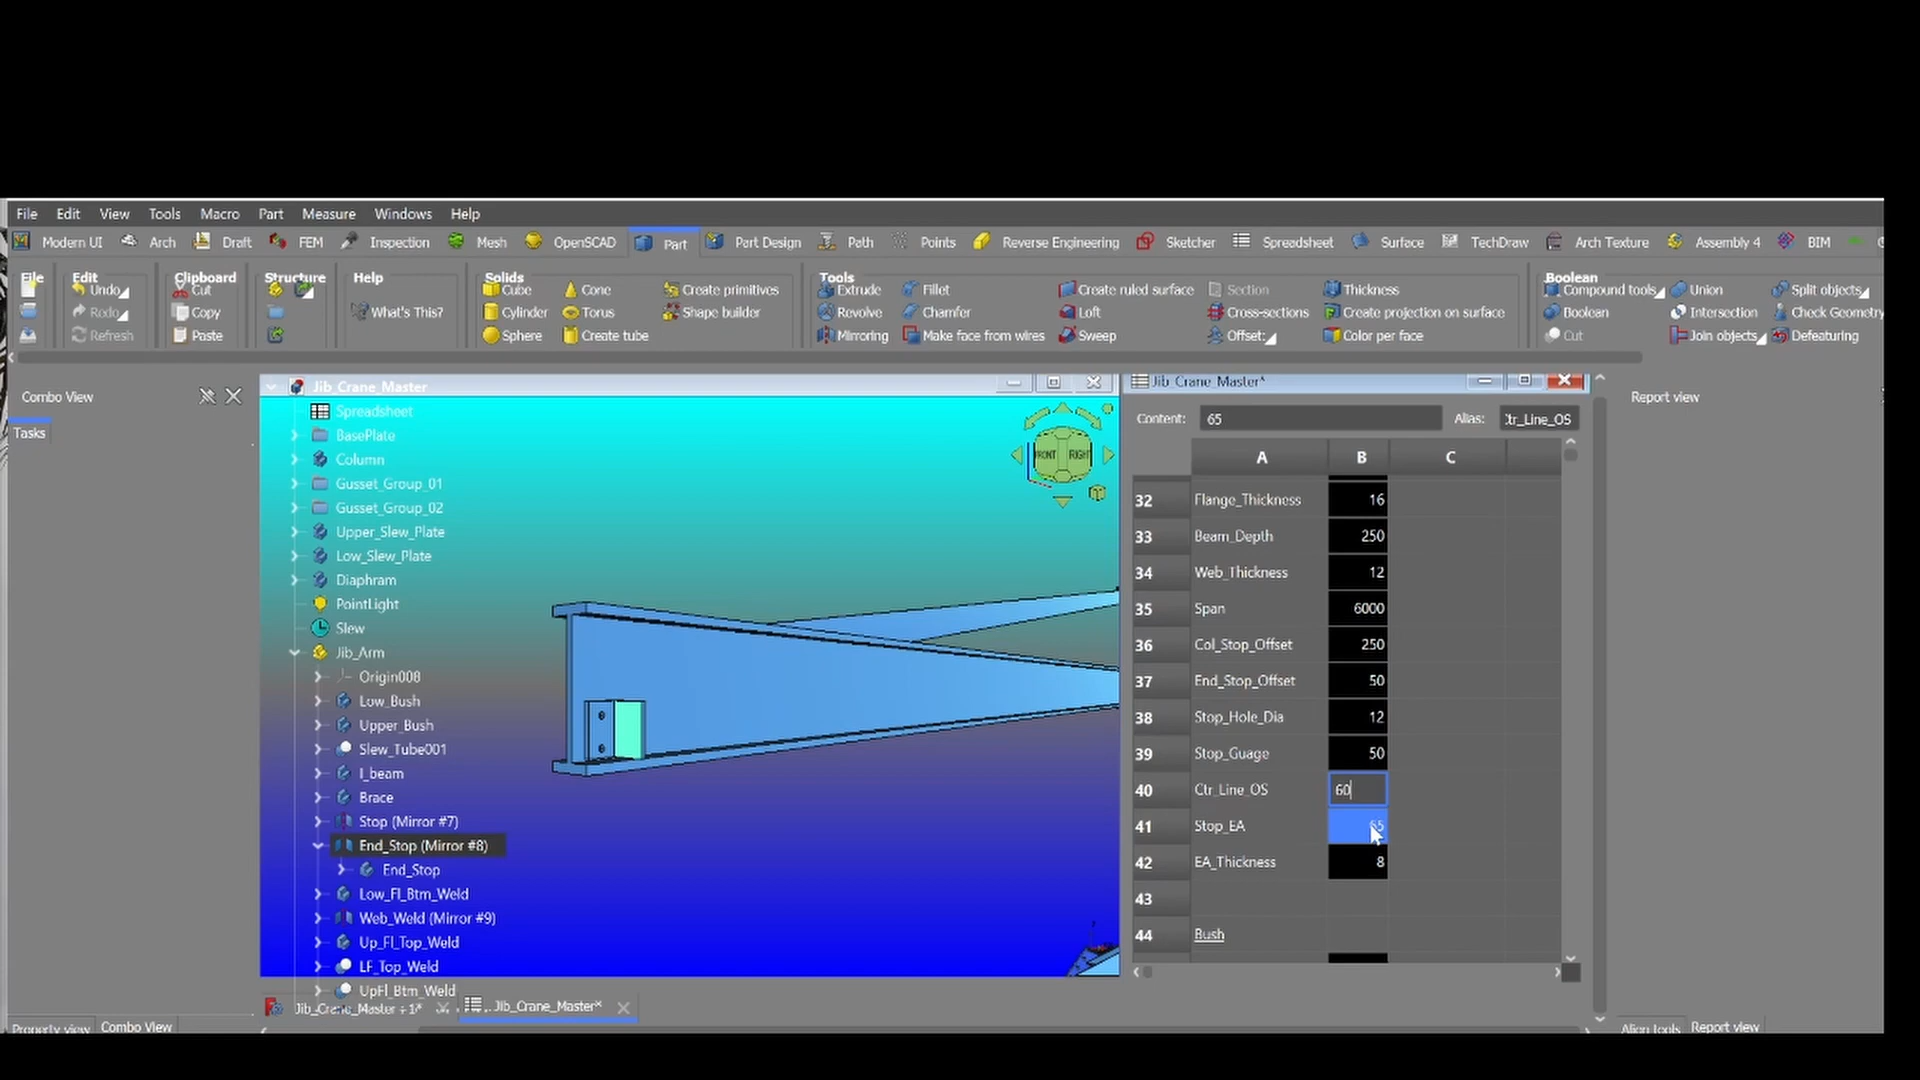 File Edit View Tools Macro Part Measure Windows Help
Modern UI Arch Draft FEM Inspection Mesh OpenSCAD Part Part Design Path Points Reverse Engineering Sketcher Spreadsheet Surface TechDraw Arch Texture Assembly 4 BIM
File Edit Clipboard Structure Help Solids Tools Boolean
Undo Cut Cube Cone Create primitives Extrude Fillet Create ruled surface Section Thickness Compound tools Union Split objects
Redo Copy What's This? Cylinder Torus Shape builder Revolve Chamfer Loft Cross-sections Create projection on surface Boolean Intersection Check Geometry
Refresh Paste Sphere Create tube Mirroring Make face from wires Sweep Offset: Color per face Cut Join objects Defeaturing
Combo View
Tasks
Jib_Crane_Master
Spreadsheet
BasePlate
Column
Gusset_Group_01
Gusset_Group_02
Upper_Slew_Plate
Low_Slew_Plate
Diaphram
PointLight
Slew
Jib_Arm
Origin008
Low_Bush
Upper_Bush
Slew_Tube001
I_beam
Brace
Stop (Mirror #7)
End_Stop (Mirror #8)
End_Stop
Low_Fl_Btm_Weld
Web_Weld (Mirror #9)
Up_Fl_Top_Weld
LF_Top_Weld
UpFl_Btm_Weld
FRONT RIGHT
Jib_Crane_Master*
Content: 65 Alias: Ctr_Line_OS
A B C
32 Flange_Thickness 16
33 Beam_Depth 250
34 Web_Thickness 12
35 Span 6000
36 Col_Stop_Offset 250
37 End_Stop_Offset 50
38 Stop_Hole_Dia 12
39 Stop_Guage 50
40 Ctr_Line_OS 60
41 Stop_EA 65
42 EA_Thickness 8
43
44 Bush
Report view
Jib_Crane_Master : 1* Jib_Crane_Master*
Property view Combo View
Align tools Report view